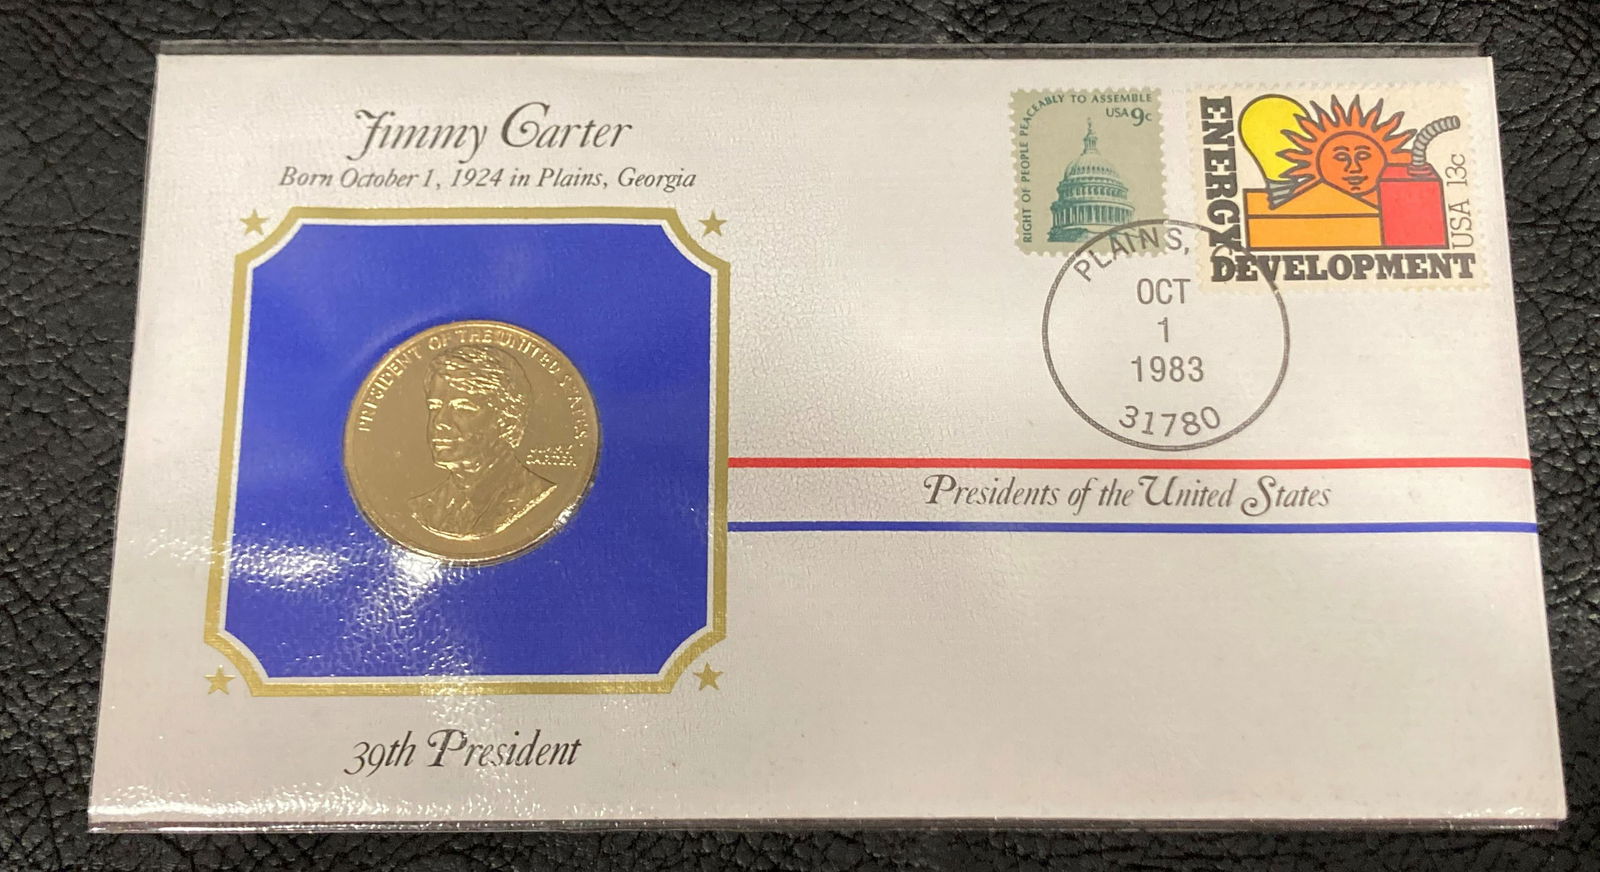 Jimmy Carter
Born October 1, 1924 in Plains, Georgia
PRESIDENT OF THE UNITED STATES
JIMMY
CARTER
39th President
RIGHT OF PEOPLE PEACEABLY TO ASSEMBLE
USA 9c
ENERGY
DEVELOPMENT
USA 13c
PLAINS,
OCT
1
1983
31780
Presidents of the United States